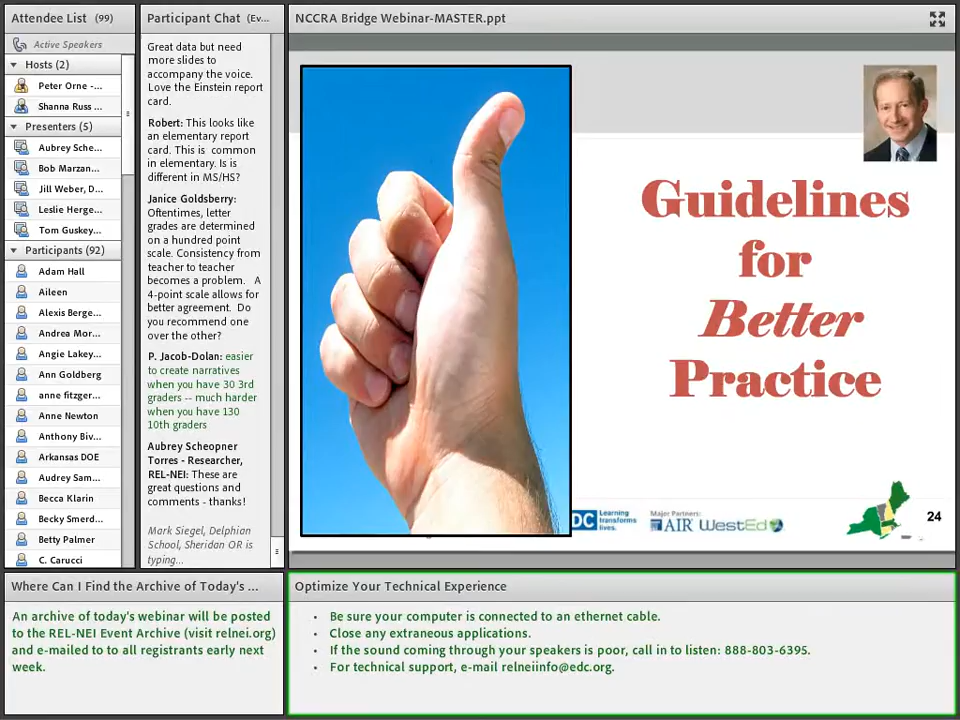 Attendee List (99)
Active Speakers
Hosts (2)
Peter Orne -...
Shanna Russ ...
Presenters (5)
Aubrey Sche...
Bob Marzan...
Jill Weber, D...
Leslie Herge...
Tom Guskey...
Participants (92)
Adam Hall
Aileen
Alexis Berge...
Andrea Mor...
Angie Lakey...
Ann Goldberg
anne fitzger...
Anne Newton
Anthony Biv...
Arkansas DOE
Audrey Sam...
Becca Klarin
Becky Smerd...
Betty Palmer
C. Carucci
Participant Chat (Ev...
Great data but need
more slides to
accompany the voice.
Love the Einstein report
card.
Robert: This looks like
an elementary report
card. This is common
in elementary. Is is
different in MS/HS?
Janice Goldsberry:
Oftentimes, letter
grades are determined
on a hundred point
scale. Consistency from
teacher to teacher
becomes a problem. A
4-point scale allows for
better agreement. Do
you recommend one
over the other?
P. Jacob-Dolan: easier
to create narratives
when you have 30 3rd
graders -- much harder
when you have 130
10th graders
Aubrey Scheopner
Torres - Researcher,
REL-NEI: These are
great questions and
comments - thanks!
Mark Siegel, Delphian
School, Sheridan OR is
typing...
NCCRA Bridge Webinar-MASTER.ppt
Guidelines
for
Better
Practice
DC Learning
transforms
lives.
Major Partners:
AIR WestEd
24
Where Can I Find the Archive of Today's ...
An archive of today's webinar will be posted
to the REL-NEI Event Archive (visit relnei.org)
and e-mailed to to all registrants early next
week.
Optimize Your Technical Experience
• Be sure your computer is connected to an ethernet cable.
• Close any extraneous applications.
• If the sound coming through your speakers is poor, call in to listen: 888-803-6395.
• For technical support, e-mail relneiinfo@edc.org.